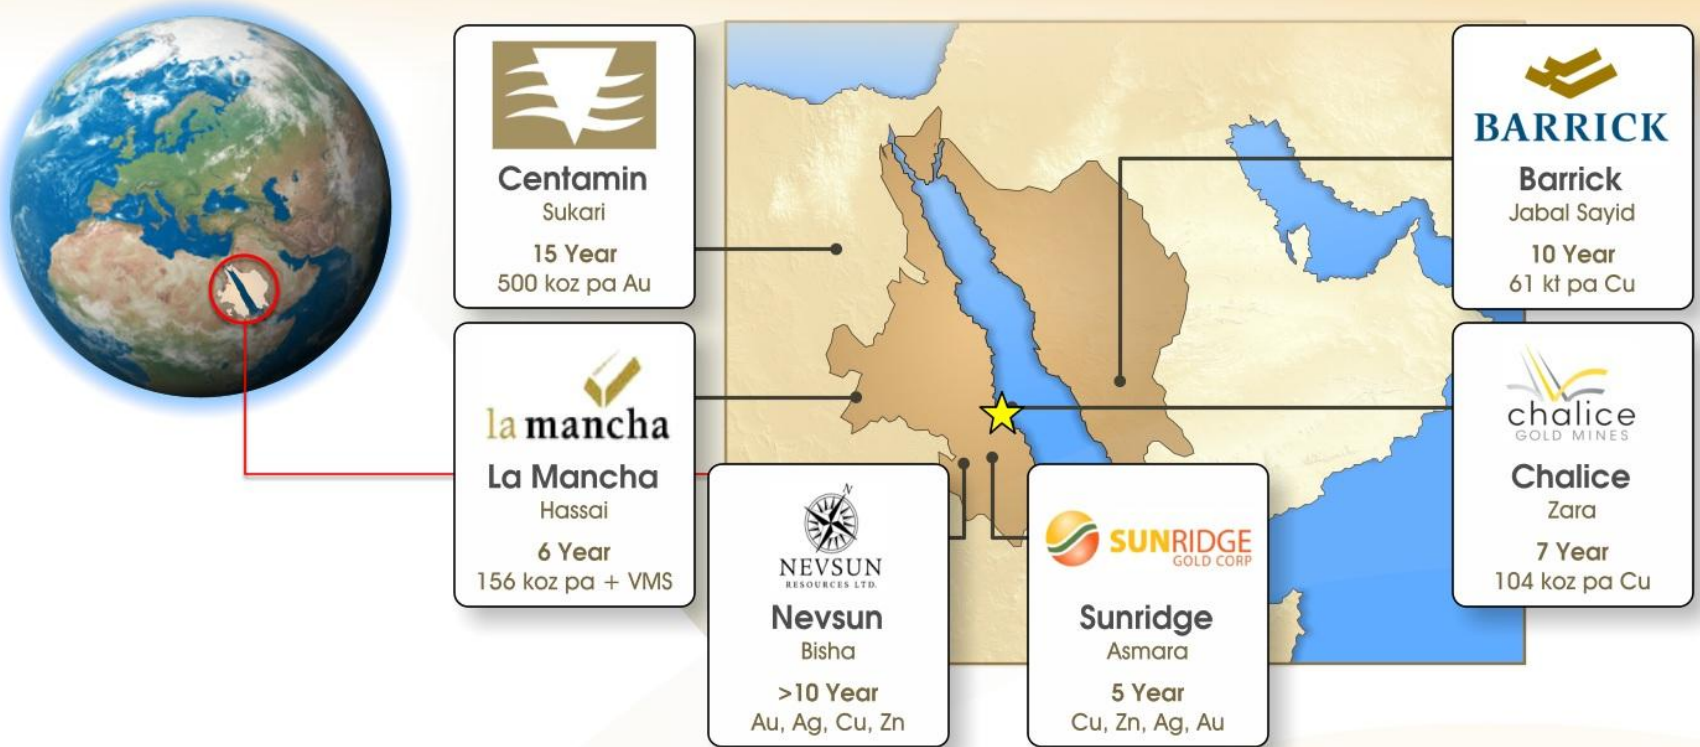 Centamin
Sukari
15 Year
500 koz pa Au
la mancha
La Mancha
Hassai
6 Year
156 koz pa + VMS
N
NEVSUN
RESOURCES LTD.
Nevsun
Bisha
>10 Year
Au, Ag, Cu, Zn
SUNRIDGE
GOLD CORP
Sunridge
Asmara
5 Year
Cu, Zn, Ag, Au
BARRICK
Barrick
Jabal Sayid
10 Year
61 kt pa Cu
chalice
GOLD MINES
Chalice
Zara
7 Year
104 koz pa Cu